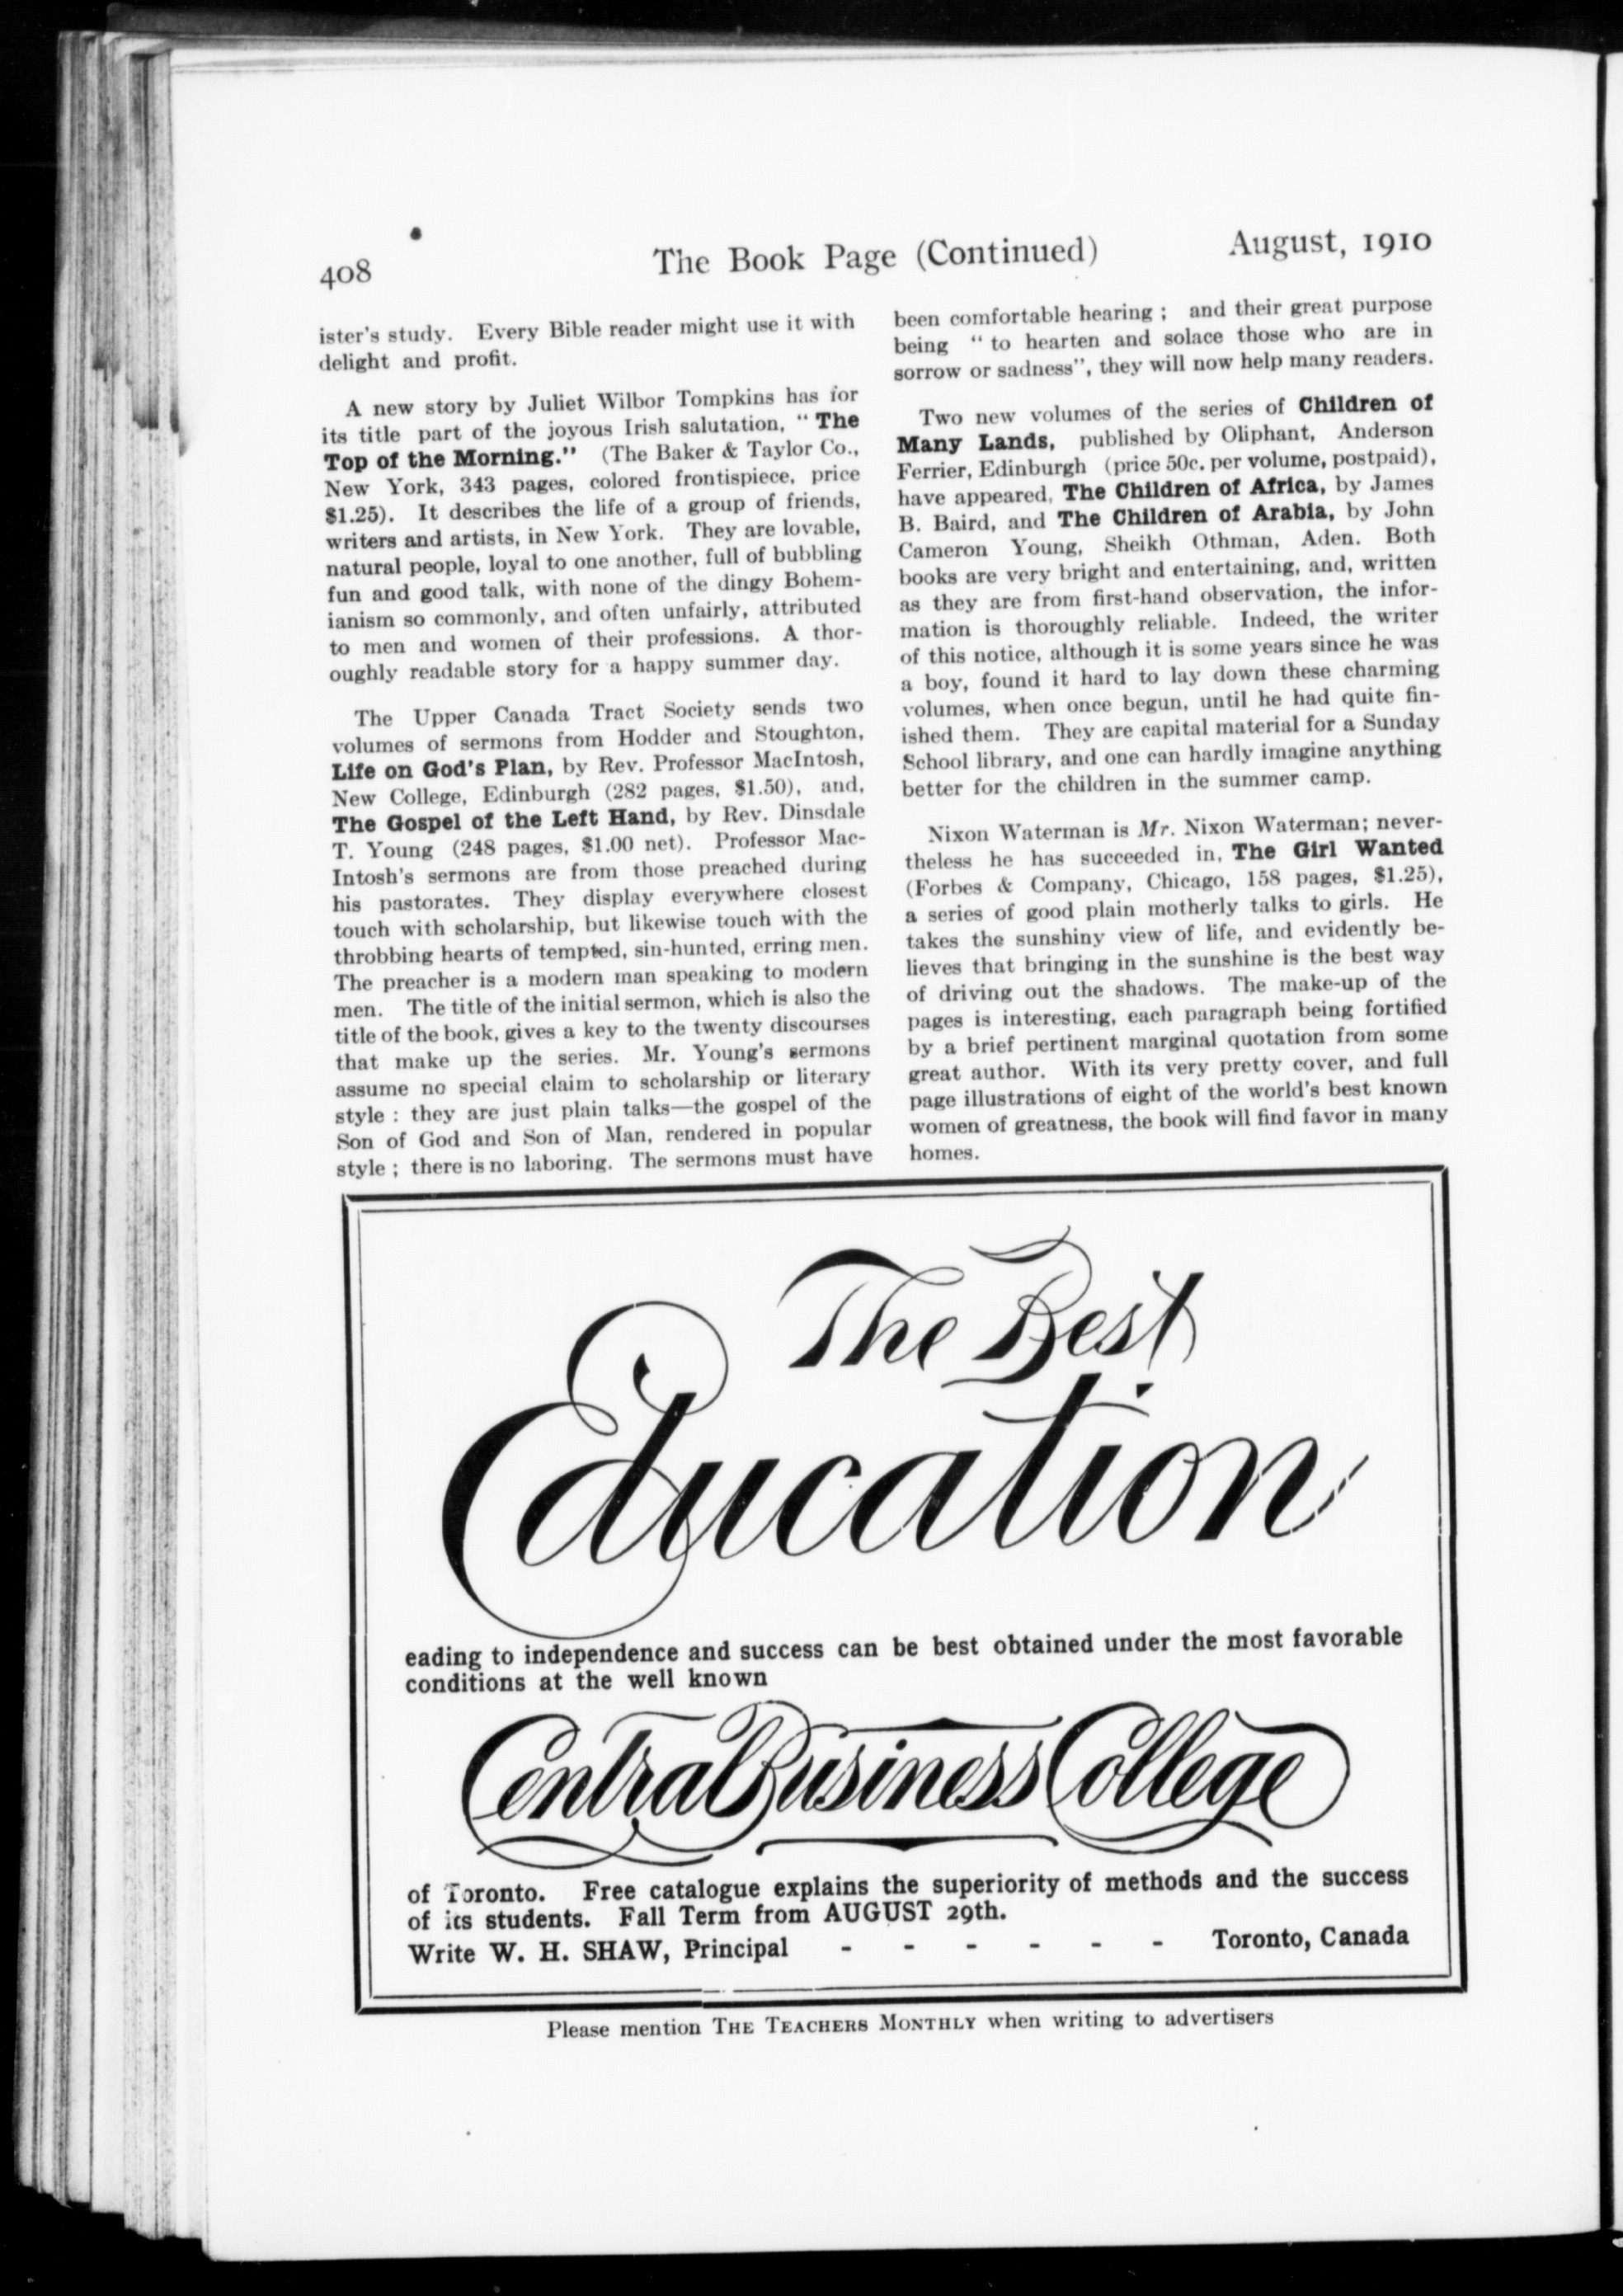 408
The Book Page (Continued)
August, 1910
ister's study. Every Bible reader might use it with
delight and profit.
A new story by Juliet Wilbor Tompkins has for
its title part of the joyous Irish salutation, "The
Top of the Morning." (The Baker & Taylor Co.,
New York, 343 pages, colored frontispiece, price
$1.25). It describes the life of a group of friends,
writers and artists, in New York. They are lovable,
natural people, loyal to one another, full of bubbling
fun and good talk, with none of the dingy Bohem-
ianism so commonly, and often unfairly, attributed
to men and women of their professions. A thor-
oughly readable story for a happy summer day.
The Upper Canada Tract Society sends two
volumes of sermons from Hodder and Stoughton,
Life on God's Plan, by Rev. Professor MacIntosh,
New College, Edinburgh (282 pages, $1.50), and,
The Gospel of the Left Hand, by Rev. Dinsdale
T. Young (248 pages, $1.00 net). Professor Mac-
Intosh's sermons are from those preached during
his pastorates. They display everywhere closest
touch with scholarship, but likewise touch with the
throbbing hearts of tempted, sin-hunted, erring men.
The preacher is a modern man speaking to modern
men. The title of the initial sermon, which is also the
title of the book, gives a key to the twenty discourses
that make up the series. Mr. Young's sermons
assume no special claim to scholarship or literary
style : they are just plain talks—the gospel of the
Son of God and Son of Man, rendered in popular
style ; there is no laboring. The sermons must have
been comfortable hearing ; and their great purpose
being "to hearten and solace those who are in
sorrow or sadness", they will now help many readers.
Two new volumes of the series of Children of
Many Lands, published by Oliphant, Anderson
Ferrier, Edinburgh (price 50c. per volume, postpaid),
have appeared, The Children of Africa, by James
B. Baird, and The Children of Arabia, by John
Cameron Young, Sheikh Othman, Aden. Both
books are very bright and entertaining, and, written
as they are from first-hand observation, the infor-
mation is thoroughly reliable. Indeed, the writer
of this notice, although it is some years since he was
a boy, found it hard to lay down these charming
volumes, when once begun, until he had quite fin-
ished them. They are capital material for a Sunday
School library, and one can hardly imagine anything
better for the children in the summer camp.
Nixon Waterman is Mr. Nixon Waterman; never-
theless he has succeeded in, The Girl Wanted
(Forbes & Company, Chicago, 158 pages, $1.25),
a series of good plain motherly talks to girls. He
takes the sunshiny view of life, and evidently be-
lieves that bringing in the sunshine is the best way
of driving out the shadows. The make-up of the
pages is interesting, each paragraph being fortified
by a brief pertinent marginal quotation from some
great author. With its very pretty cover, and full
page illustrations of eight of the world's best known
women of greatness, the book will find favor in many
homes.
The Best
Education
eading to independence and success can be best obtained under the most favorable
conditions at the well known
Central Business College
of Toronto. Free catalogue explains the superiority of methods and the success
of its students. Fall Term from AUGUST 29th.
Write W. H. SHAW, Principal - - - - - - Toronto, Canada
Please mention THE TEACHERS MONTHLY when writing to advertisers